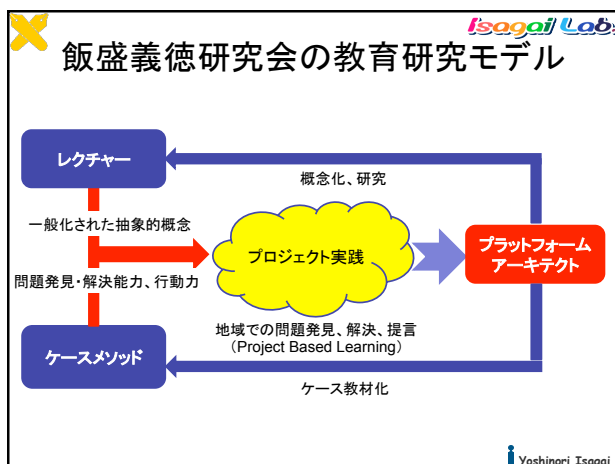 Isagai Labs
飯盛義徳研究会の教育研究モデル
レクチャー
概念化、研究
一般化された抽象的概念
プロジェクト実践
プラットフォーム
アーキテクト
問題発見・解決能力、行動力
地域での問題発見、解決、提言
(Project Based Learning)
ケースメソッド
ケース教材化
Yoshinori Isagai